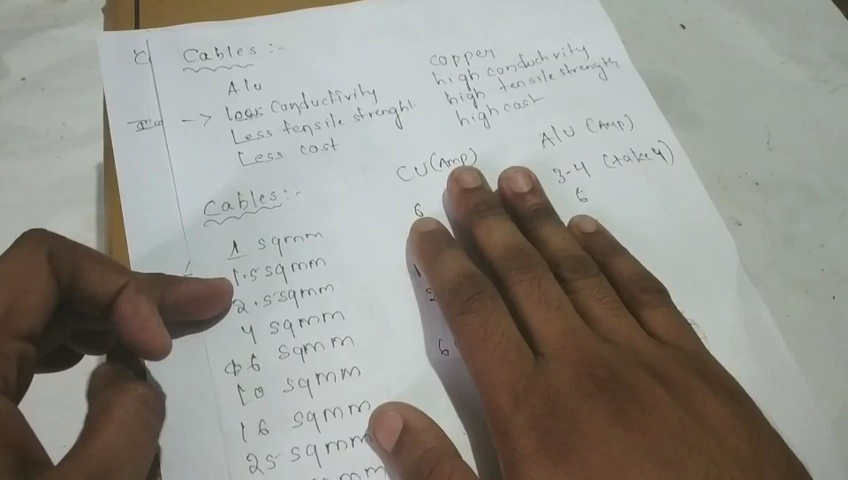 Cables :-
Alu
Less Conductivity
Less tensile strenght
Less cost
copper
high conductivity
high tensile strength
high cost
Cables:-
CU (Amp)
Alu (Amp)
1 sqmm
6
3-4 (take 4)
1.5 sqmm
6
2.5 sqmm
4 sqmm
6 sqmm
10 sqmm
16 sqmm
25 sqmm
sqmm